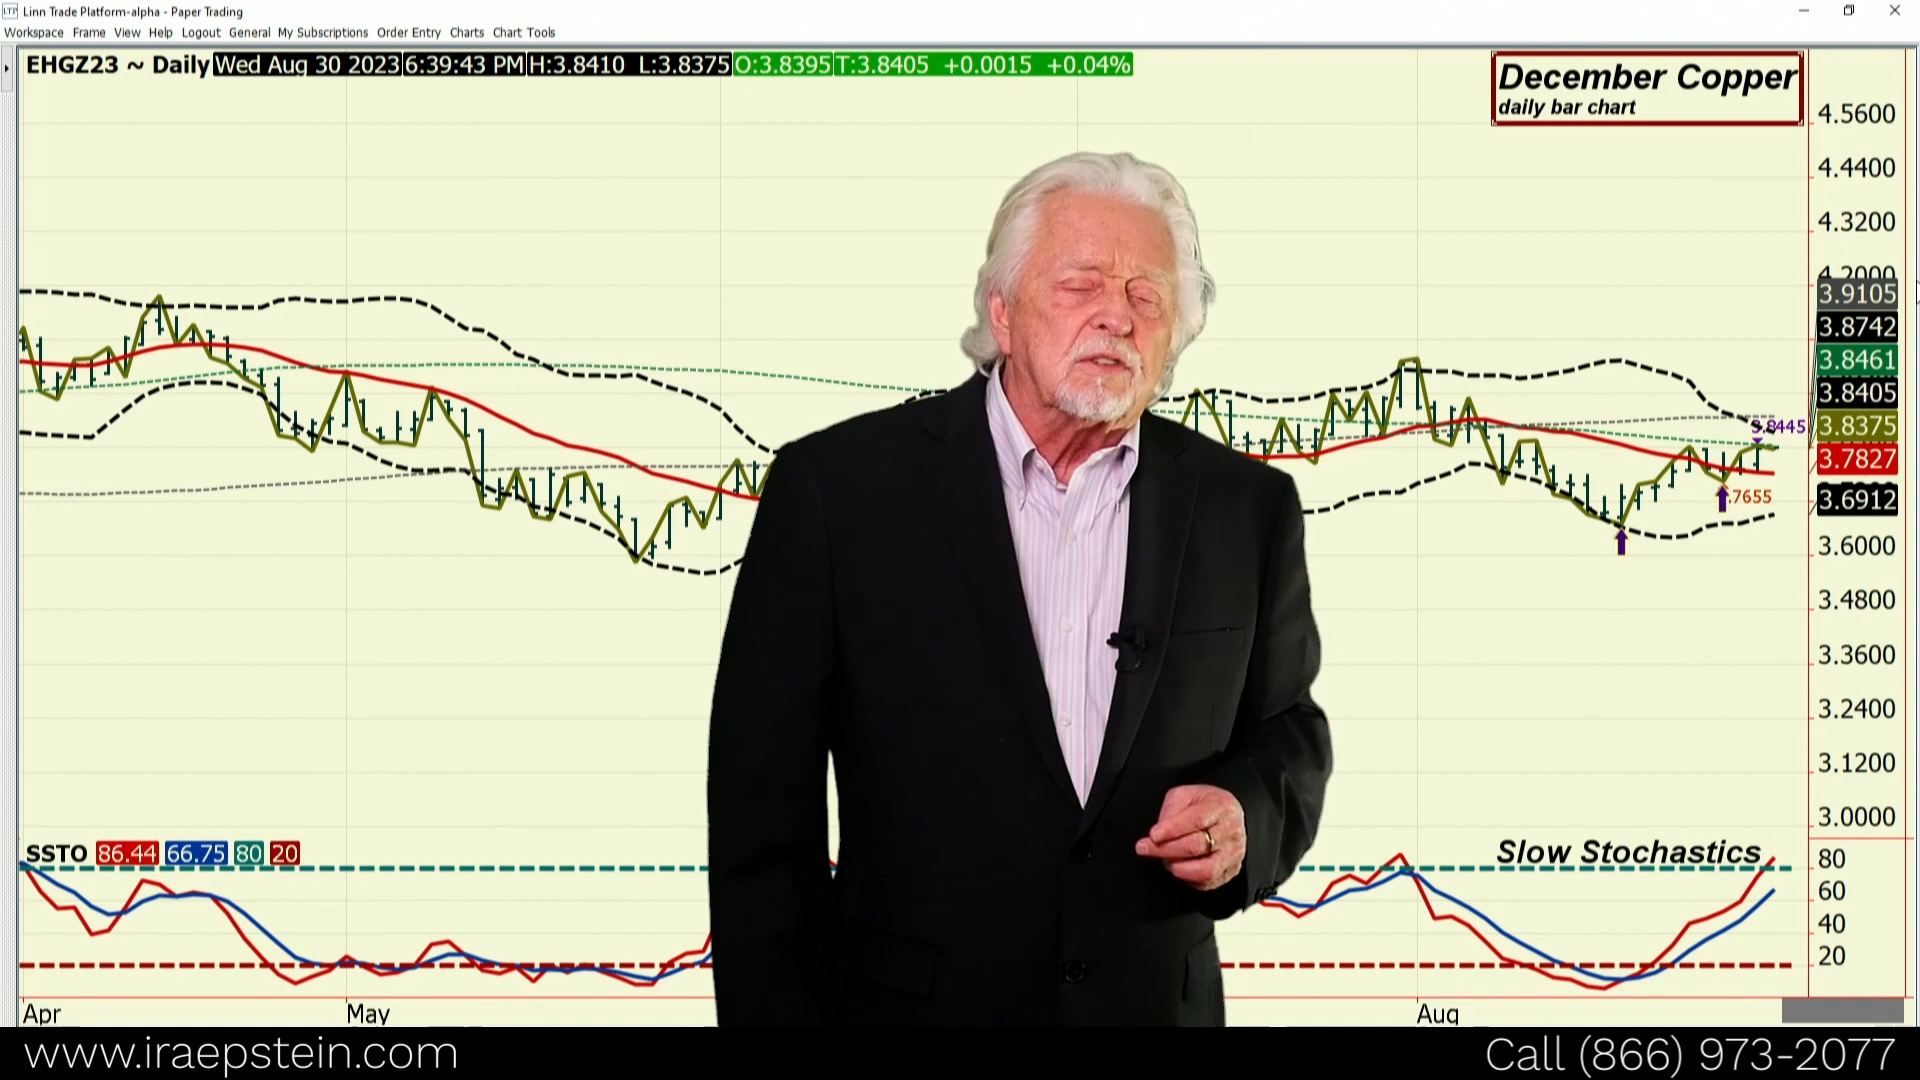 LTP Linn Trade Platform-alpha - Paper Trading
Workspace Frame View Help Logout General My Subscriptions Order Entry Charts Chart Tools
EHGZ23 ~ Daily Wed Aug 30 2023 6:39:43 PM H:3.8410 L:3.8375 O:3.8395 T:3.8405 +0.0015 +0.04%
December Copper
daily bar chart
4.5600
4.4400
4.3200
4.2000
3.9105
3.8742
3.8461
3.8405
3.8375
3.8445
3.7827
3.6912
.7655
3.6000
3.4800
3.3600
3.2400
3.1200
3.0000
SSTO 86.44 66.75 80 20
Slow Stochastics
80
60
40
20
Apr May Aug
www.iraepstein.com
Call (866) 973-2077